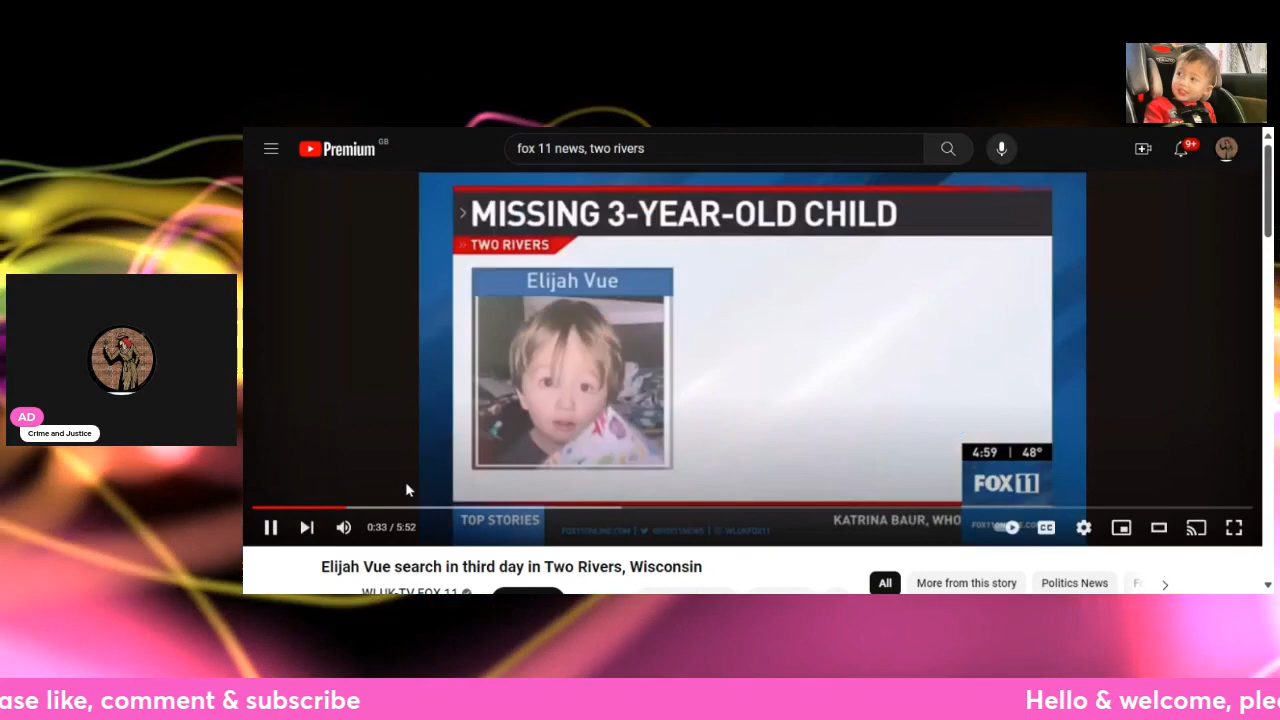 Premium GB
fox 11 news, two rivers
9+
MISSING 3-YEAR-OLD CHILD
TWO RIVERS
Elijah Vue
4:59 | 48°
FOX 11
TOP STORIES
KATRINA BAUR, WHO
FOX11ONLINE.COM
0:33 / 5:52
CC
Elijah Vue search in third day in Two Rivers, Wisconsin
WLUK-TV FOX 11
All
More from this story
Politics News
AD
Crime and Justice
ase like, comment & subscribe
Hello & welcome, plea